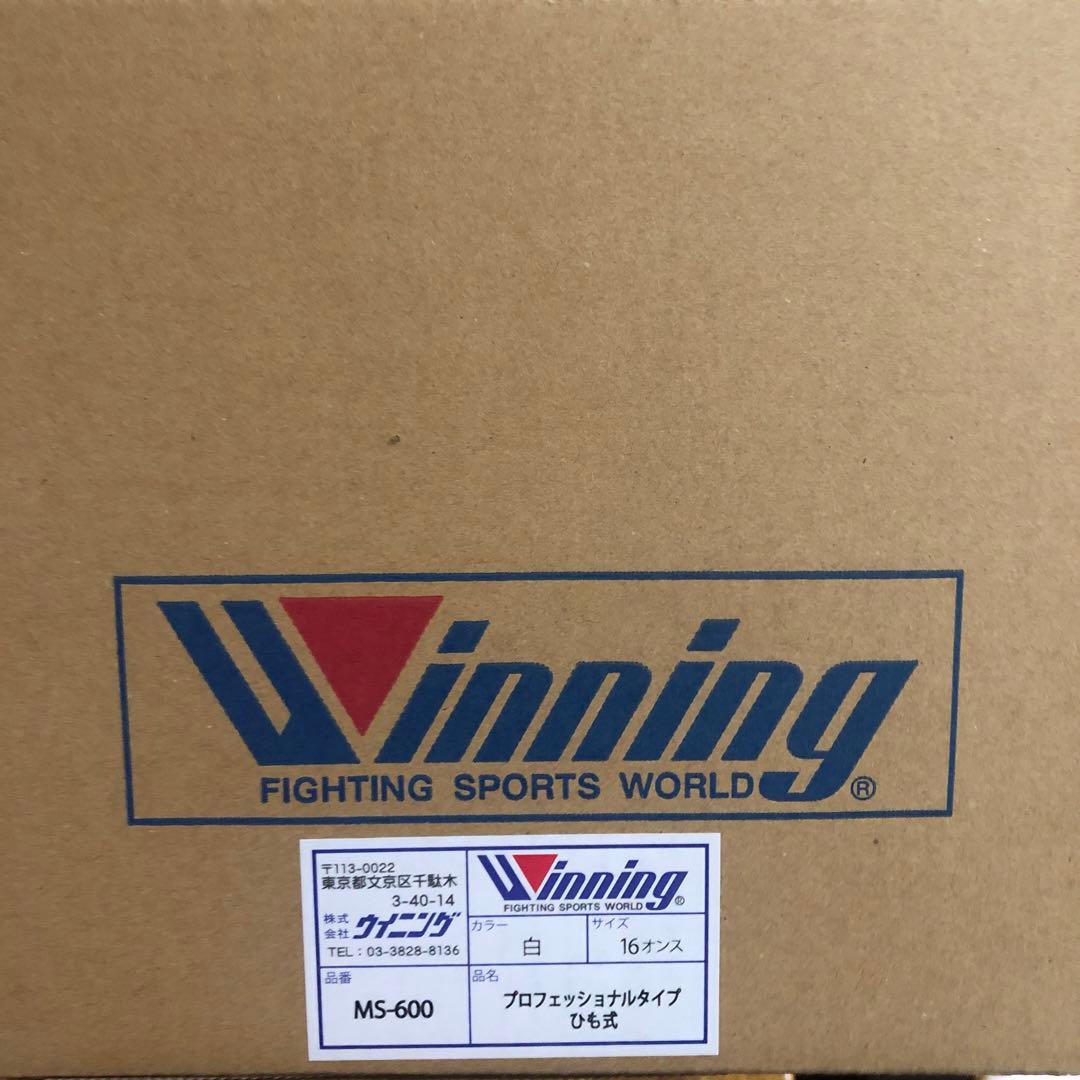 Winning
FIGHTING SPORTS WORLD®
〒113-0022
東京都文京区千駄木
3-40-14
株式会社 ウイニング
TEL：03-3828-8136
Winning
FIGHTING SPORTS WORLD®
カラー
白
サイズ
16オンス
品番
MS-600
品名
プロフェッショナルタイプ
ひも式